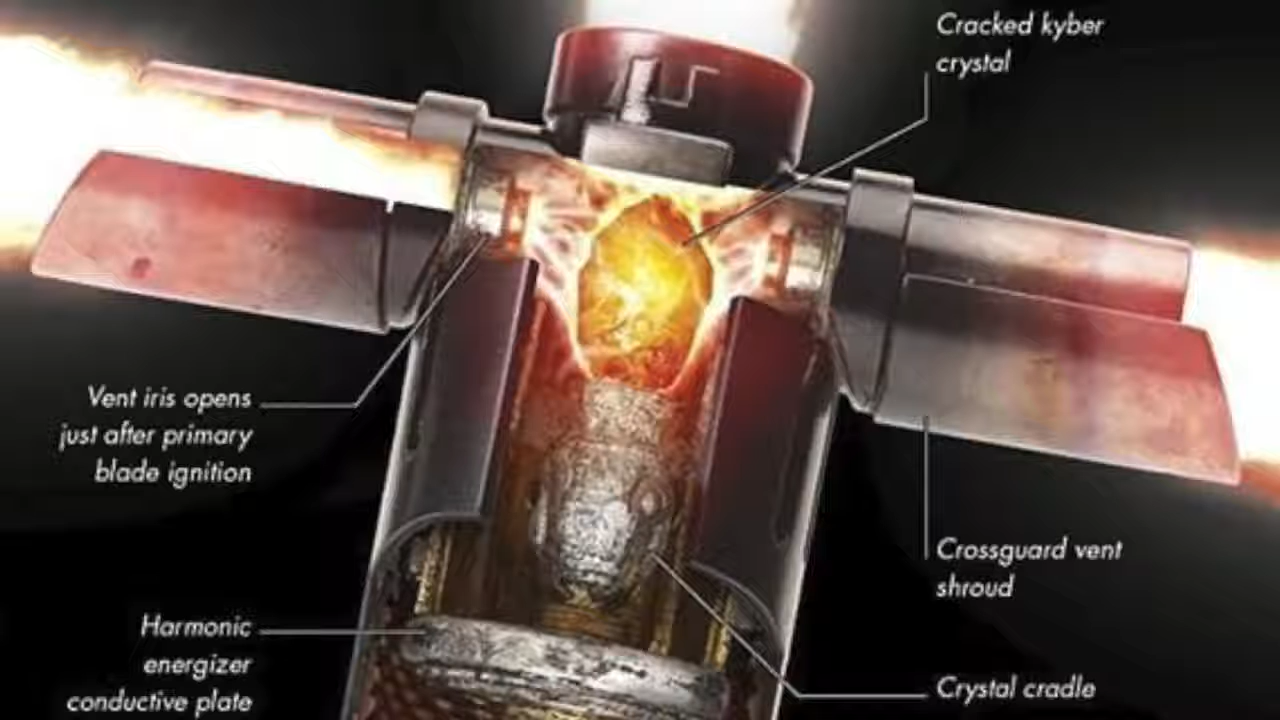 Cracked kyber
crystal
Vent iris opens
just after primary
blade ignition
Crossguard vent
shroud
Harmonic
energizer
conductive plate
Crystal cradle